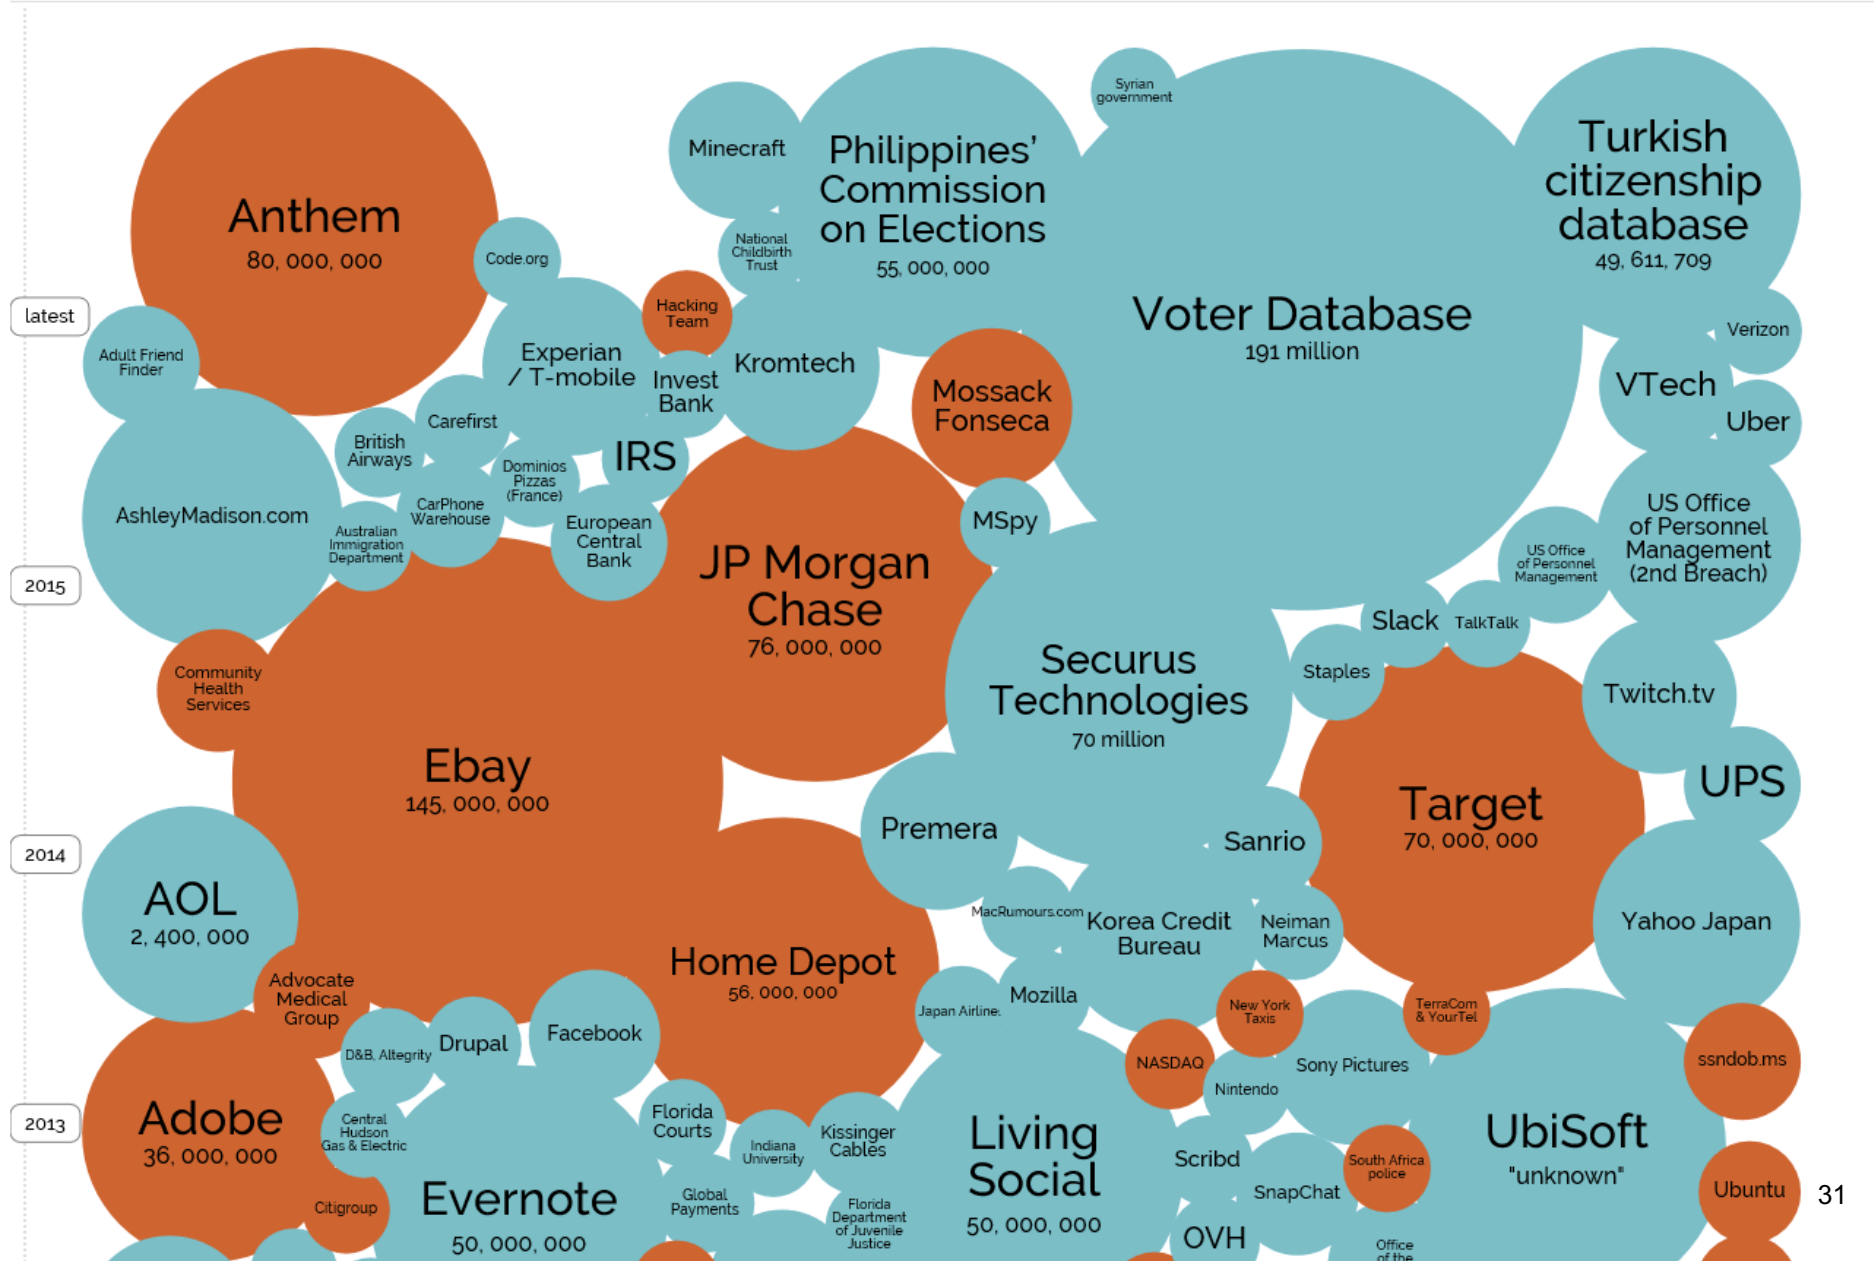 Syrian
government
Anthem
80, 000, 000
Minecraft
Philippines'
Commission
on Elections
55, 000, 000
Turkish
citizenship
database
49, 611, 709
National
Childbirth
Trust
Code.org
latest
Hacking
Team
Voter Database
191 million
Verizon
Adult Friend
Finder
Experian
/ T-mobile
Invest
Bank
Kromtech
Mossack
Fonseca
VTech
Uber
Carefirst
British
Airways
IRS
Dominios
Pizzas
(France)
AshleyMadison.com
CarPhone
Warehouse
Australian
Immigration
Department
European
Central
Bank
MSpy
US Office
of Personnel
Management
(2nd Breach)
US Office
of Personnel
Management
2015
JP Morgan
Chase
76, 000, 000
Slack
TalkTalk
Staples
Community
Health
Services
Securus
Technologies
70 million
Twitch.tv
Ebay
145, 000, 000
UPS
Target
70, 000, 000
Premera
Sanrio
2014
AOL
2, 400, 000
MacRumours.com
Korea Credit
Bureau
Neiman
Marcus
Yahoo Japan
Home Depot
56, 000, 000
Advocate
Medical
Group
Mozilla
Japan Airline
New York
Taxis
TerraCom
& YourTel
D&B, Altegrity
Drupal
Facebook
NASDAQ
Sony Pictures
ssndob.ms
Nintendo
2013
Adobe
36, 000, 000
Central
Hudson
Gas & Electric
Florida
Courts
Indiana
University
Kissinger
Cables
Living
Social
50, 000, 000
UbiSoft
"unknown"
Scribd
South Africa
police
SnapChat
Ubuntu
31
Evernote
50, 000, 000
Citigroup
Global
Payments
Florida
Department
of Juvenile
Justice
OVH
Office
of the